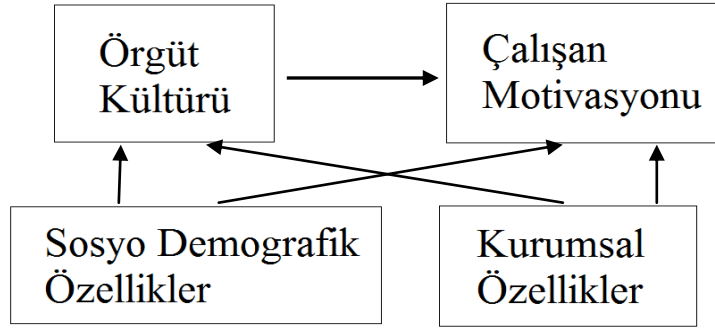 Örgüt
Kültürü
Çalışan
Motivasyonu
Sosyo Demografik
Özellikler
Kurumsal
Özellikler